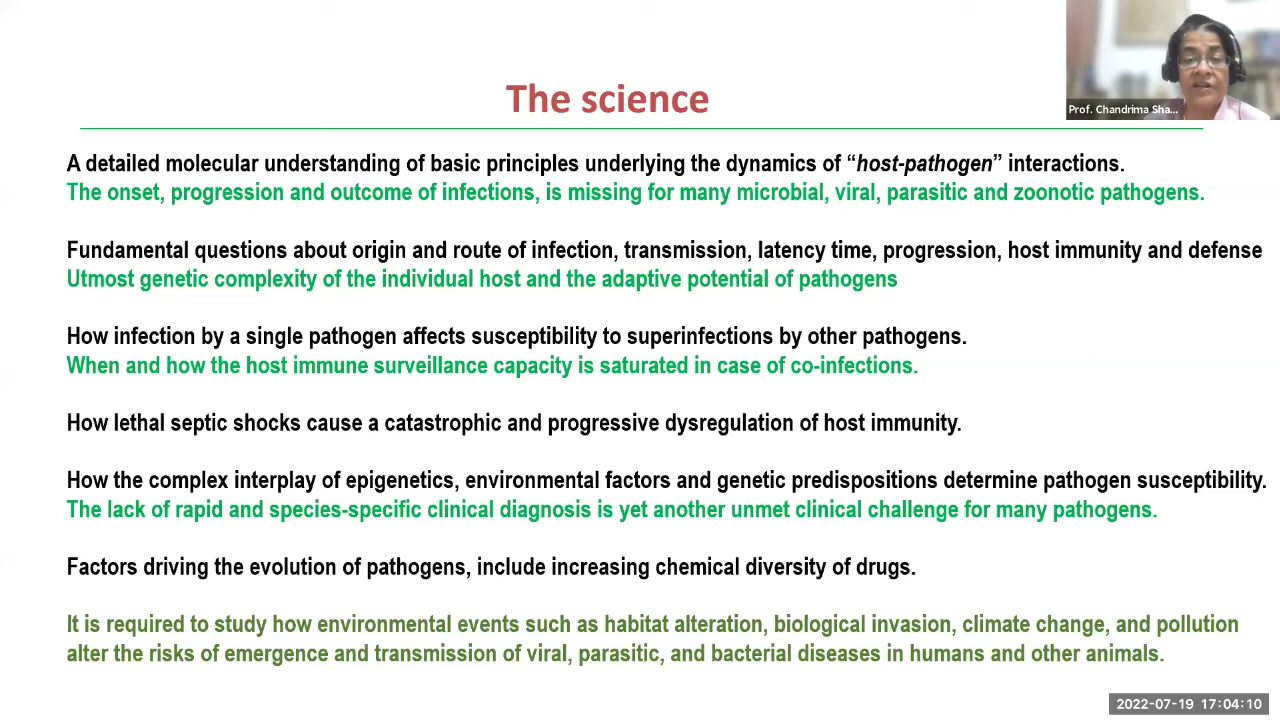 The science
Prof. Chandrima Sha...
A detailed molecular understanding of basic principles underlying the dynamics of “host-pathogen” interactions.
The onset, progression and outcome of infections, is missing for many microbial, viral, parasitic and zoonotic pathogens.
Fundamental questions about origin and route of infection, transmission, latency time, progression, host immunity and defense
Utmost genetic complexity of the individual host and the adaptive potential of pathogens
How infection by a single pathogen affects susceptibility to superinfections by other pathogens.
When and how the host immune surveillance capacity is saturated in case of co-infections.
How lethal septic shocks cause a catastrophic and progressive dysregulation of host immunity.
How the complex interplay of epigenetics, environmental factors and genetic predispositions determine pathogen susceptibility.
The lack of rapid and species-specific clinical diagnosis is yet another unmet clinical challenge for many pathogens.
Factors driving the evolution of pathogens, include increasing chemical diversity of drugs.
It is required to study how environmental events such as habitat alteration, biological invasion, climate change, and pollution
alter the risks of emergence and transmission of viral, parasitic, and bacterial diseases in humans and other animals.
2022-07-19 17:04:10